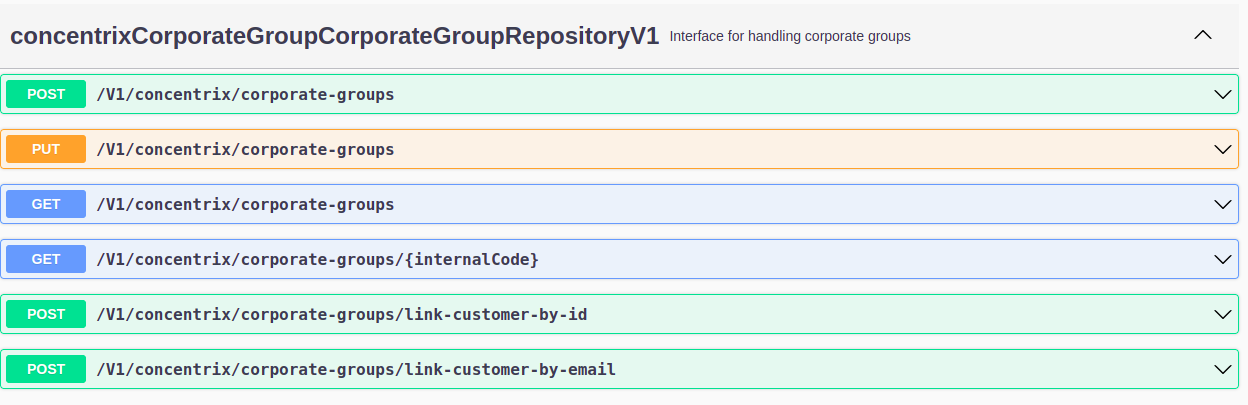 concentrixCorporateGroupCorporateGroupRepositoryV1 Interface for handling corporate groups
POST /V1/concentrix/corporate-groups
PUT /V1/concentrix/corporate-groups
GET /V1/concentrix/corporate-groups
GET /V1/concentrix/corporate-groups/{internalCode}
POST /V1/concentrix/corporate-groups/link-customer-by-id
POST /V1/concentrix/corporate-groups/link-customer-by-email